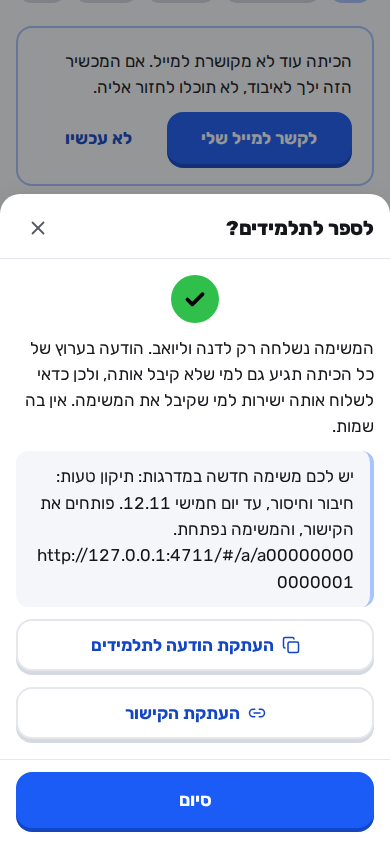 הכיתה עוד לא מקושרת למייל. אם המכשיר
הזה ילך לאיבוד, לא תוכלו לחזור אליה.
לקשר למייל שלי
לא עכשיו
לספר לתלמידים?
המשימה נשלחה רק לדנה וליואב. הודעה בערוץ של
כל הכיתה תגיע גם למי שלא קיבל אותה, ולכן כדאי
לשלוח אותה ישירות למי שקיבל את המשימה. אין בה
שמות.
יש לכם משימה חדשה במדרגות: תיקון טעות:
חיבור וחיסור, עד יום חמישי 12.11. פותחים את
הקישור, והמשימה נפתחת.
http://127.0.0.1:4711/#/a/a00000000
0000001
העתקת הודעה לתלמידים
העתקת הקישור
סיום